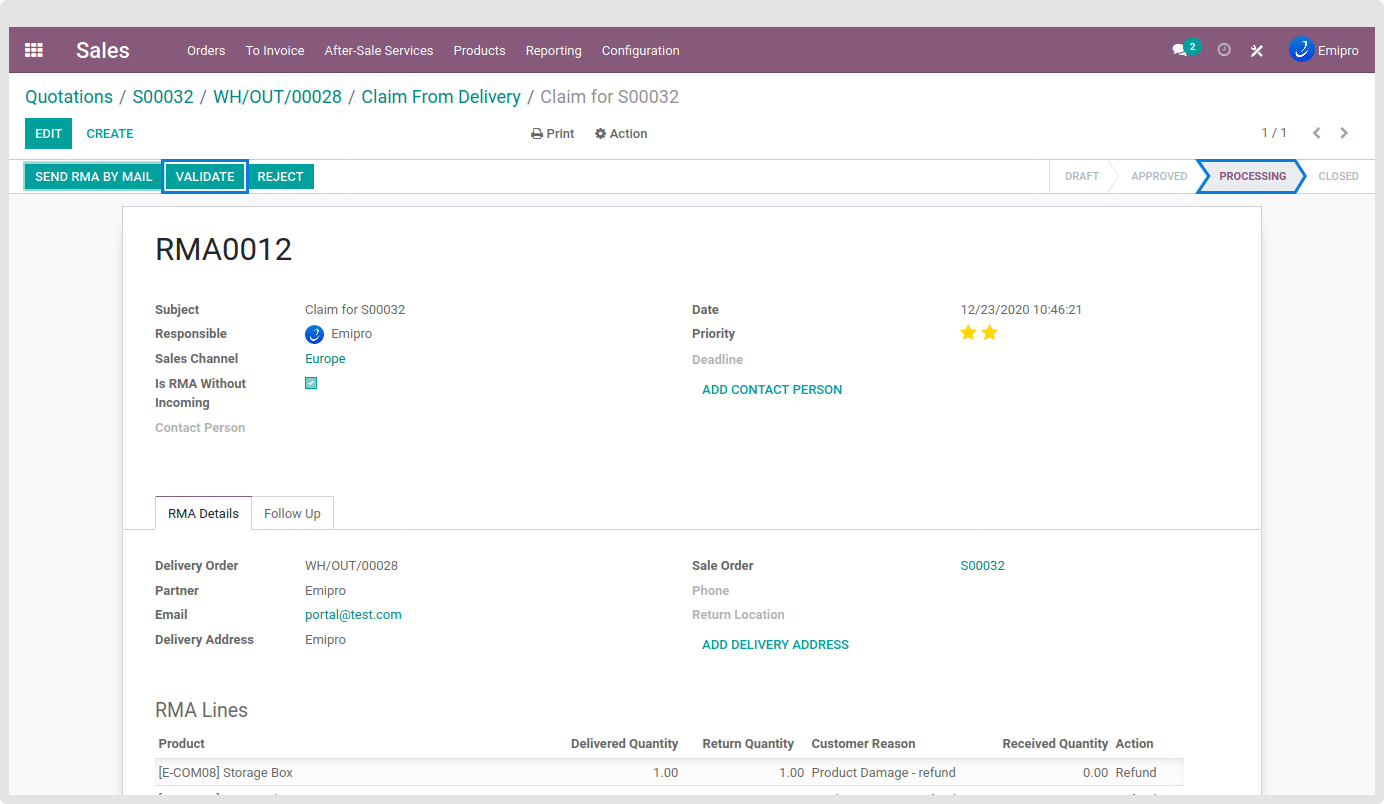 Sales Orders To Invoice After-Sale Services Products Reporting Configuration 2 Emipro
Quotations / S00032 / WH/OUT/00028 / Claim From Delivery / Claim for S00032
EDIT CREATE Print Action 1 / 1
SEND RMA BY MAIL VALIDATE REJECT DRAFT APPROVED PROCESSING CLOSED
RMA0012
Subject Claim for S00032 Date 12/23/2020 10:46:21
Responsible Emipro Priority
Sales Channel Europe Deadline
Is RMA Without
Incoming
ADD CONTACT PERSON
Contact Person
RMA Details Follow Up
Delivery Order WH/OUT/00028 Sale Order S00032
Partner Emipro Phone
Email portal@test.com Return Location
Delivery Address Emipro ADD DELIVERY ADDRESS
RMA Lines
Product Delivered Quantity Return Quantity Customer Reason Received Quantity Action
[E-COM08] Storage Box 1.00 1.00 Product Damage - refund 0.00 Refund